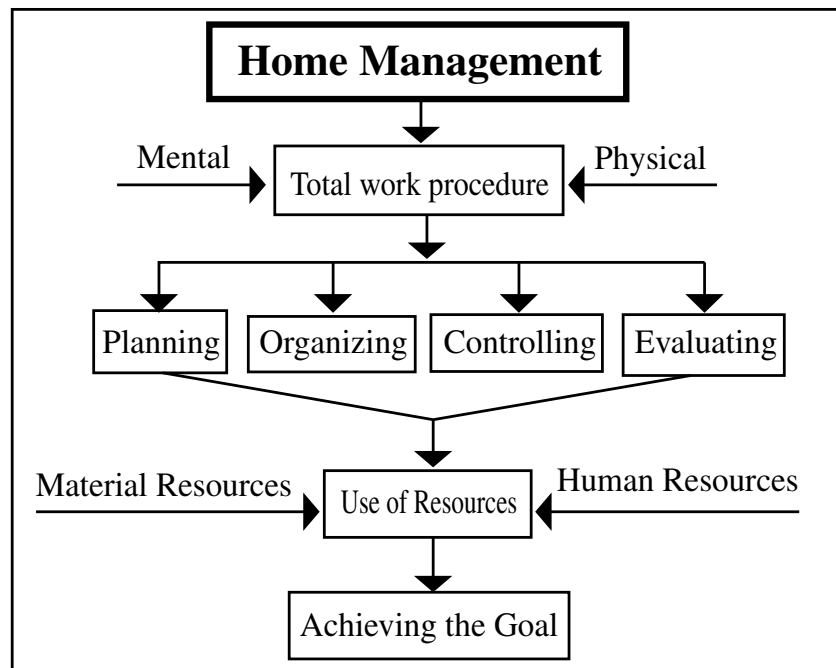 Home Management
Mental
Physical
Total work procedure
Planning
Organizing
Controlling
Evaluating
Material Resources
Human Resources
Use of Resources
Achieving the Goal